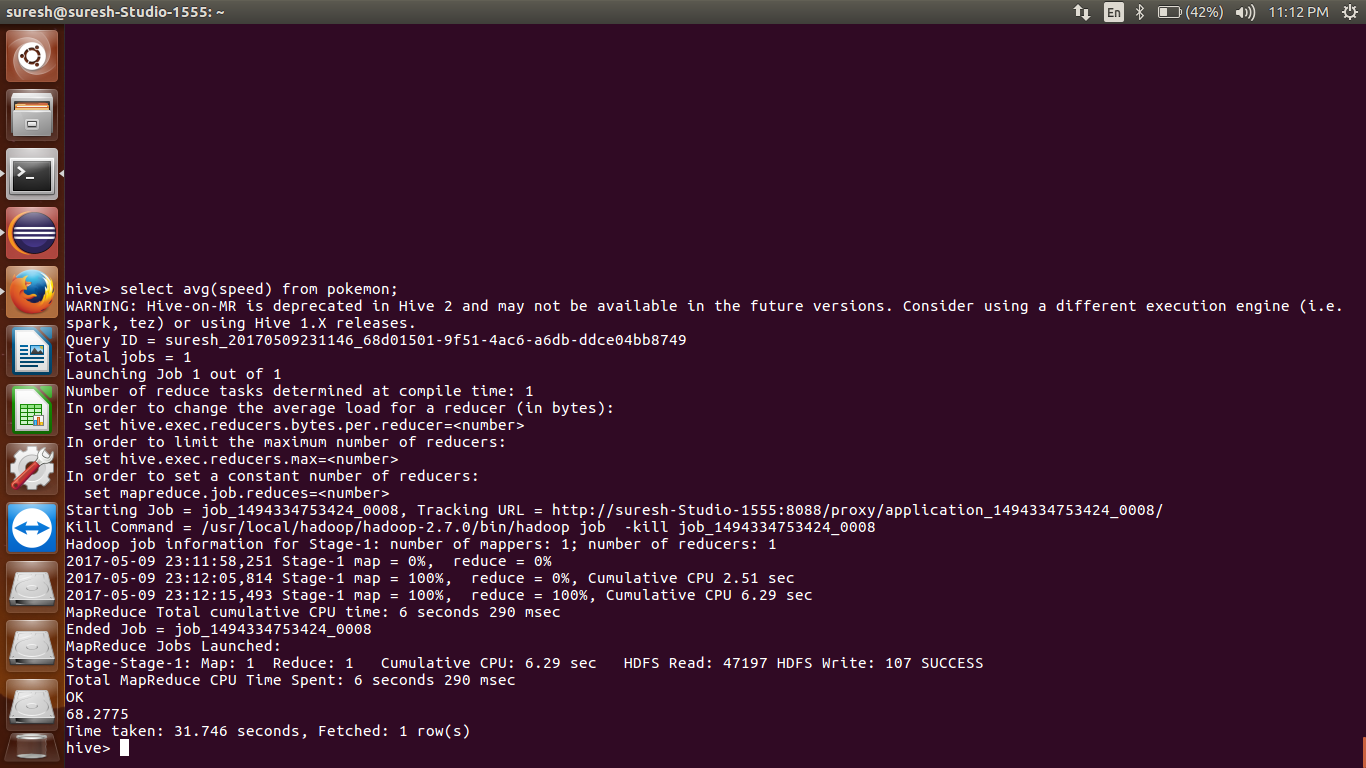 suresh@suresh-Studio-1555: ~
En
(42%)
11:12 PM
hive> select avg(speed) from pokemon;
WARNING: Hive-on-MR is deprecated in Hive 2 and may not be available in the future versions. Consider using a different execution engine (i.e.
spark, tez) or using Hive 1.X releases.
Query ID = suresh_20170509231146_68d01501-9f51-4ac6-a6db-ddce04bb8749
Total jobs = 1
Launching Job 1 out of 1
Number of reduce tasks determined at compile time: 1
In order to change the average load for a reducer (in bytes):
  set hive.exec.reducers.bytes.per.reducer=<number>
In order to limit the maximum number of reducers:
  set hive.exec.reducers.max=<number>
In order to set a constant number of reducers:
  set mapreduce.job.reduces=<number>
Starting Job = job_1494334753424_0008, Tracking URL = http://suresh-Studio-1555:8088/proxy/application_1494334753424_0008/
Kill Command = /usr/local/hadoop/hadoop-2.7.0/bin/hadoop job  -kill job_1494334753424_0008
Hadoop job information for Stage-1: number of mappers: 1; number of reducers: 1
2017-05-09 23:11:58,251 Stage-1 map = 0%,  reduce = 0%
2017-05-09 23:12:05,814 Stage-1 map = 100%,  reduce = 0%, Cumulative CPU 2.51 sec
2017-05-09 23:12:15,493 Stage-1 map = 100%,  reduce = 100%, Cumulative CPU 6.29 sec
MapReduce Total cumulative CPU time: 6 seconds 290 msec
Ended Job = job_1494334753424_0008
MapReduce Jobs Launched:
Stage-Stage-1: Map: 1  Reduce: 1   Cumulative CPU: 6.29 sec   HDFS Read: 47197 HDFS Write: 107 SUCCESS
Total MapReduce CPU Time Spent: 6 seconds 290 msec
OK
68.2775
Time taken: 31.746 seconds, Fetched: 1 row(s)
hive>